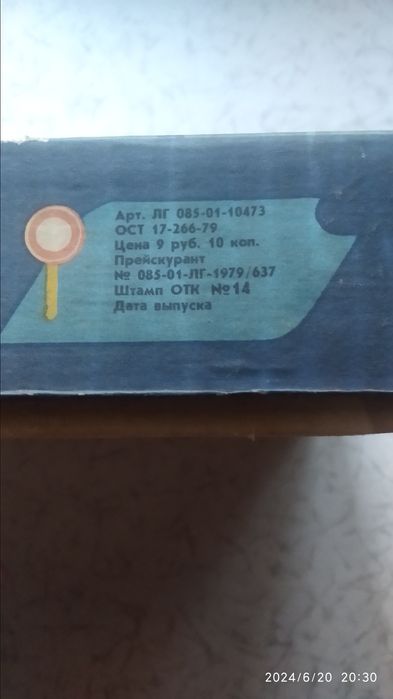 Арт. ЛГ 085-01-10473
ОСТ 17-266-79
Цена 9 руб. 10 коп.
Прейскурант
№ 085-01-ЛГ-1979/637
Штамп ОТК №14
Дата выпуска
2024/6/20 20:30